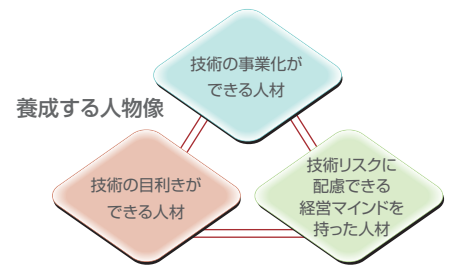 技術の事業化が
できる人材
養成する人物像
技術の目利きが
できる人材
技術リスクに
配慮できる
経営マインドを
持った人材